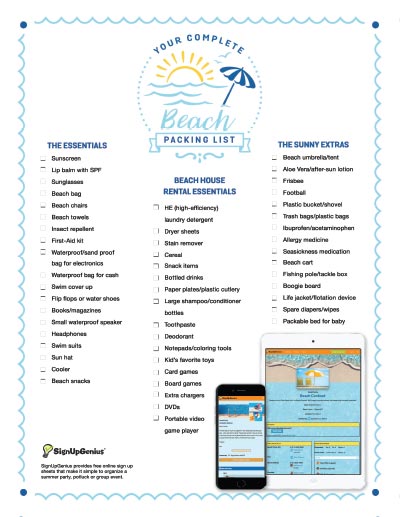 YOUR COMPLETE
Beach
PACKING LIST
THE ESSENTIALS
Sunscreen
Lip balm with SPF
Sunglasses
Beach bag
Beach chairs
Beach towels
Insect repellent
First-Aid kit
Waterproof/sand proof
bag for electronics
Waterproof bag for cash
Swim cover up
Flip flops or water shoes
Books/magazines
Small waterproof speaker
Headphones
Swim suits
Sun hat
Cooler
Beach snacks
BEACH HOUSE
RENTAL ESSENTIALS
HE (high-efficiency)
laundry detergent
Dryer sheets
Stain remover
Cereal
Snack items
Bottled drinks
Paper plates/plastic cutlery
Large shampoo/conditioner
bottles
Toothpaste
Deodorant
Notepads/coloring tools
Kid's favorite toys
Card games
Board games
Extra chargers
DVDs
Portable video
game player
THE SUNNY EXTRAS
Beach umbrella/tent
Aloe Vera/after-sun lotion
Frisbee
Football
Plastic bucket/shovel
Trash bags/plastic bags
Ibuprofen/acetaminophen
Allergy medicine
Seasickness medication
Beach cart
Fishing pole/tackle box
Boogie board
Life jacket/flotation device
Spare diapers/wipes
Packable bed for baby
SignUpGenius
SignUpGenius provides free online sign up
sheets that make it simple to organize a
summer party, potluck or group event.